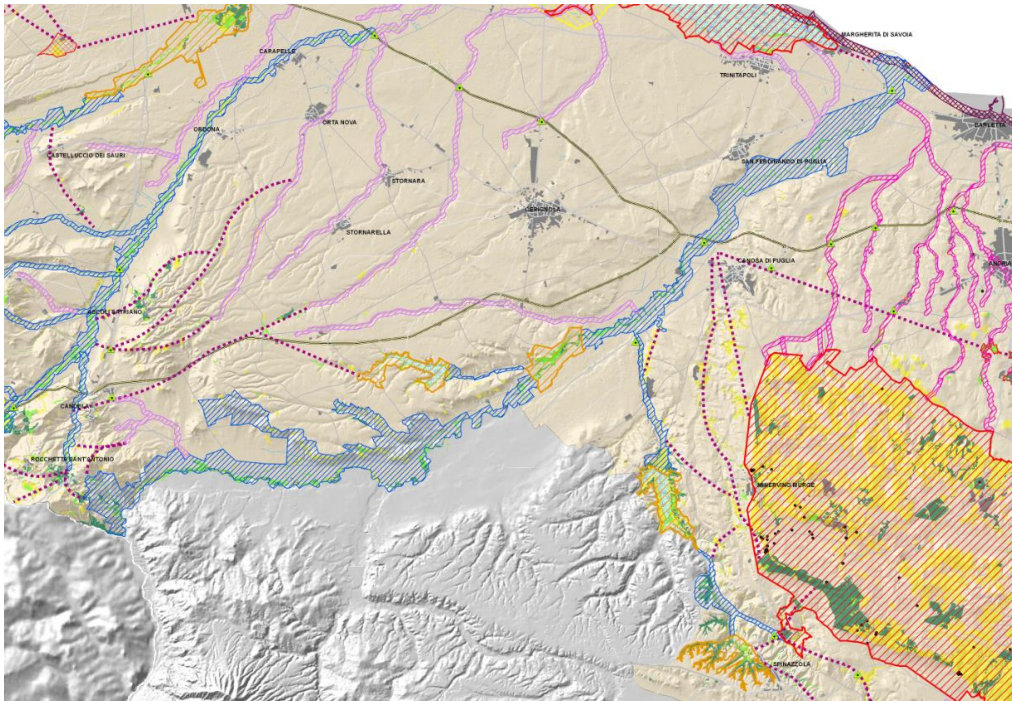 MARGHERITA DI SAVOIA
CARAPELLE
TRINITAPOLI
ORTA NOVA
BARLETTA
ORDONA
CASTELLUCCIO DEI SAURI
SAN FERDINANDO DI PUGLIA
STORNARA
CERIGNOLA
STORNARELLA
CANOSA DI PUGLIA
ANDRIA
ASCOLI SATRIANO
CANDELA
ROCCHETTA SANT'ANTONIO
MINERVINO MURGE
SPINAZZOLA